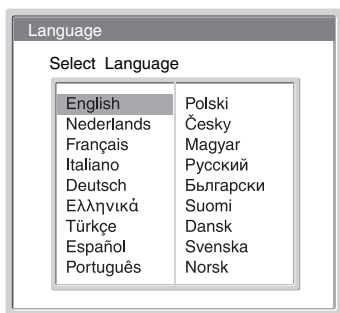 Language
Select Language
English
Nederlands
Français
Italiano
Deutsch
Ελληνικά
Türkçe
Español
Português
Polski
Česky
Magyar
Русский
Бьлгарски
Suomi
Dansk
Svenska
Norsk